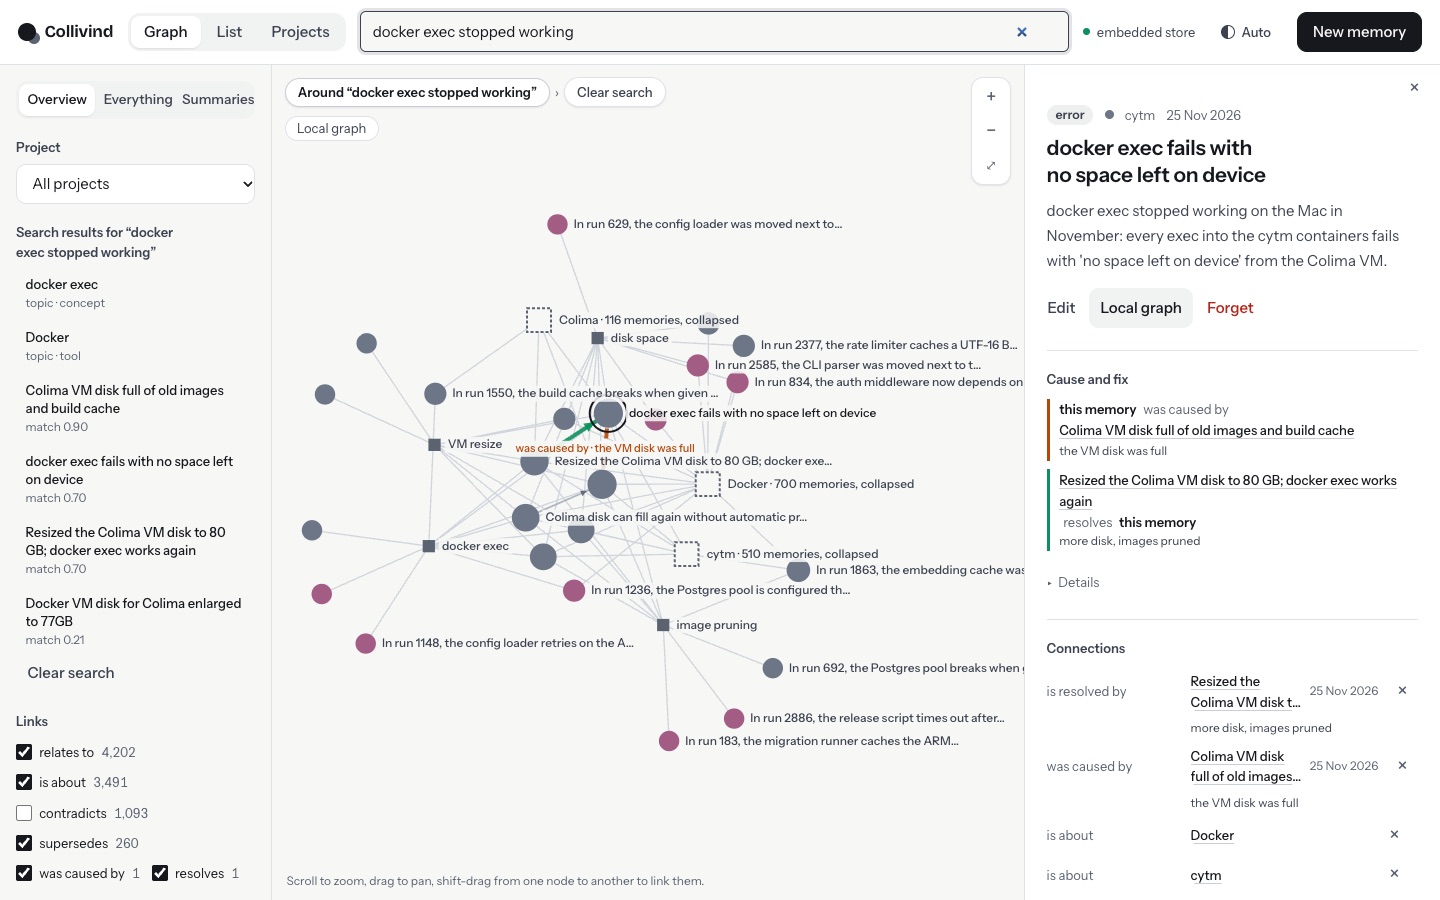 Collivind
Graph List Projects
docker exec stopped working
embedded store
Auto
New memory
Overview Everything Summaries
Project
All projects
Search results for “docker
exec stopped working”
docker exec
topic · concept
Docker
topic · tool
Colima VM disk full of old images
and build cache
match 0.90
docker exec fails with no space left
on device
match 0.70
Resized the Colima VM disk to 80
GB; docker exec works again
match 0.70
Docker VM disk for Colima enlarged
to 77GB
match 0.21
Clear search
Links
relates to 4,202
is about 3,491
contradicts 1,093
supersedes 260
was caused by 1 resolves 1
Around “docker exec stopped working” › Clear search
Local graph
In run 629, the config loader was moved next to...
Colima · 116 memories, collapsed
disk space
In run 2377, the rate limiter caches a UTF-16 B...
In run 2585, the CLI parser was moved next to t...
In run 834, the auth middleware now depends on
In run 1550, the build cache breaks when given ...
docker exec fails with no space left on device
VM resize
was caused by · the VM disk was full
Resized the Colima VM disk to 80 GB; docker exe...
Docker · 700 memories, collapsed
Colima disk can fill again without automatic pr...
docker exec
cytm · 510 memories, collapsed
In run 1863, the embedding cache was
In run 1236, the Postgres pool is configured th...
image pruning
In run 1148, the config loader retries on the A...
In run 692, the Postgres pool breaks when
In run 2886, the release script times out after...
In run 183, the migration runner caches the ARM...
Scroll to zoom, drag to pan, shift-drag from one node to another to link them.
error cytm 25 Nov 2026
docker exec fails with
no space left on device
docker exec stopped working on the Mac in
November: every exec into the cytm containers fails
with 'no space left on device' from the Colima VM.
Edit Local graph Forget
Cause and fix
this memory was caused by
Colima VM disk full of old images and build cache
the VM disk was full
Resized the Colima VM disk to 80 GB; docker exec works
again
resolves this memory
more disk, images pruned
Details
Connections
is resolved by
Resized the
Colima VM disk t...
25 Nov 2026
more disk, images pruned
was caused by
Colima VM disk
full of old images...
25 Nov 2026
the VM disk was full
is about Docker
is about cytm